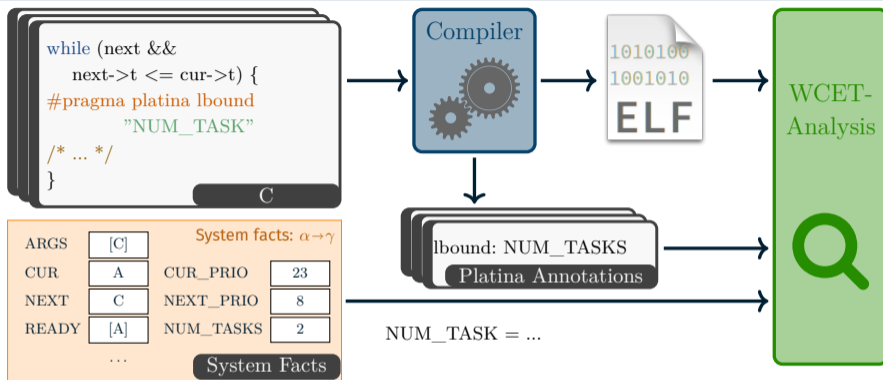 while (next &&
next->t <= cur->t) {
#pragma platina lbound
"NUM_TASK"
/* ... */
}
C
Compiler
1010100
1001010
ELF
WCET-
Analysis
lbound: NUM_TASKS
Platina Annotations
System facts: α→γ
ARGS [C]
CUR A CUR_PRIO 23
NEXT C NEXT_PRIO 8
READY [A] NUM_TASKS 2
...
System Facts
NUM_TASK = ...